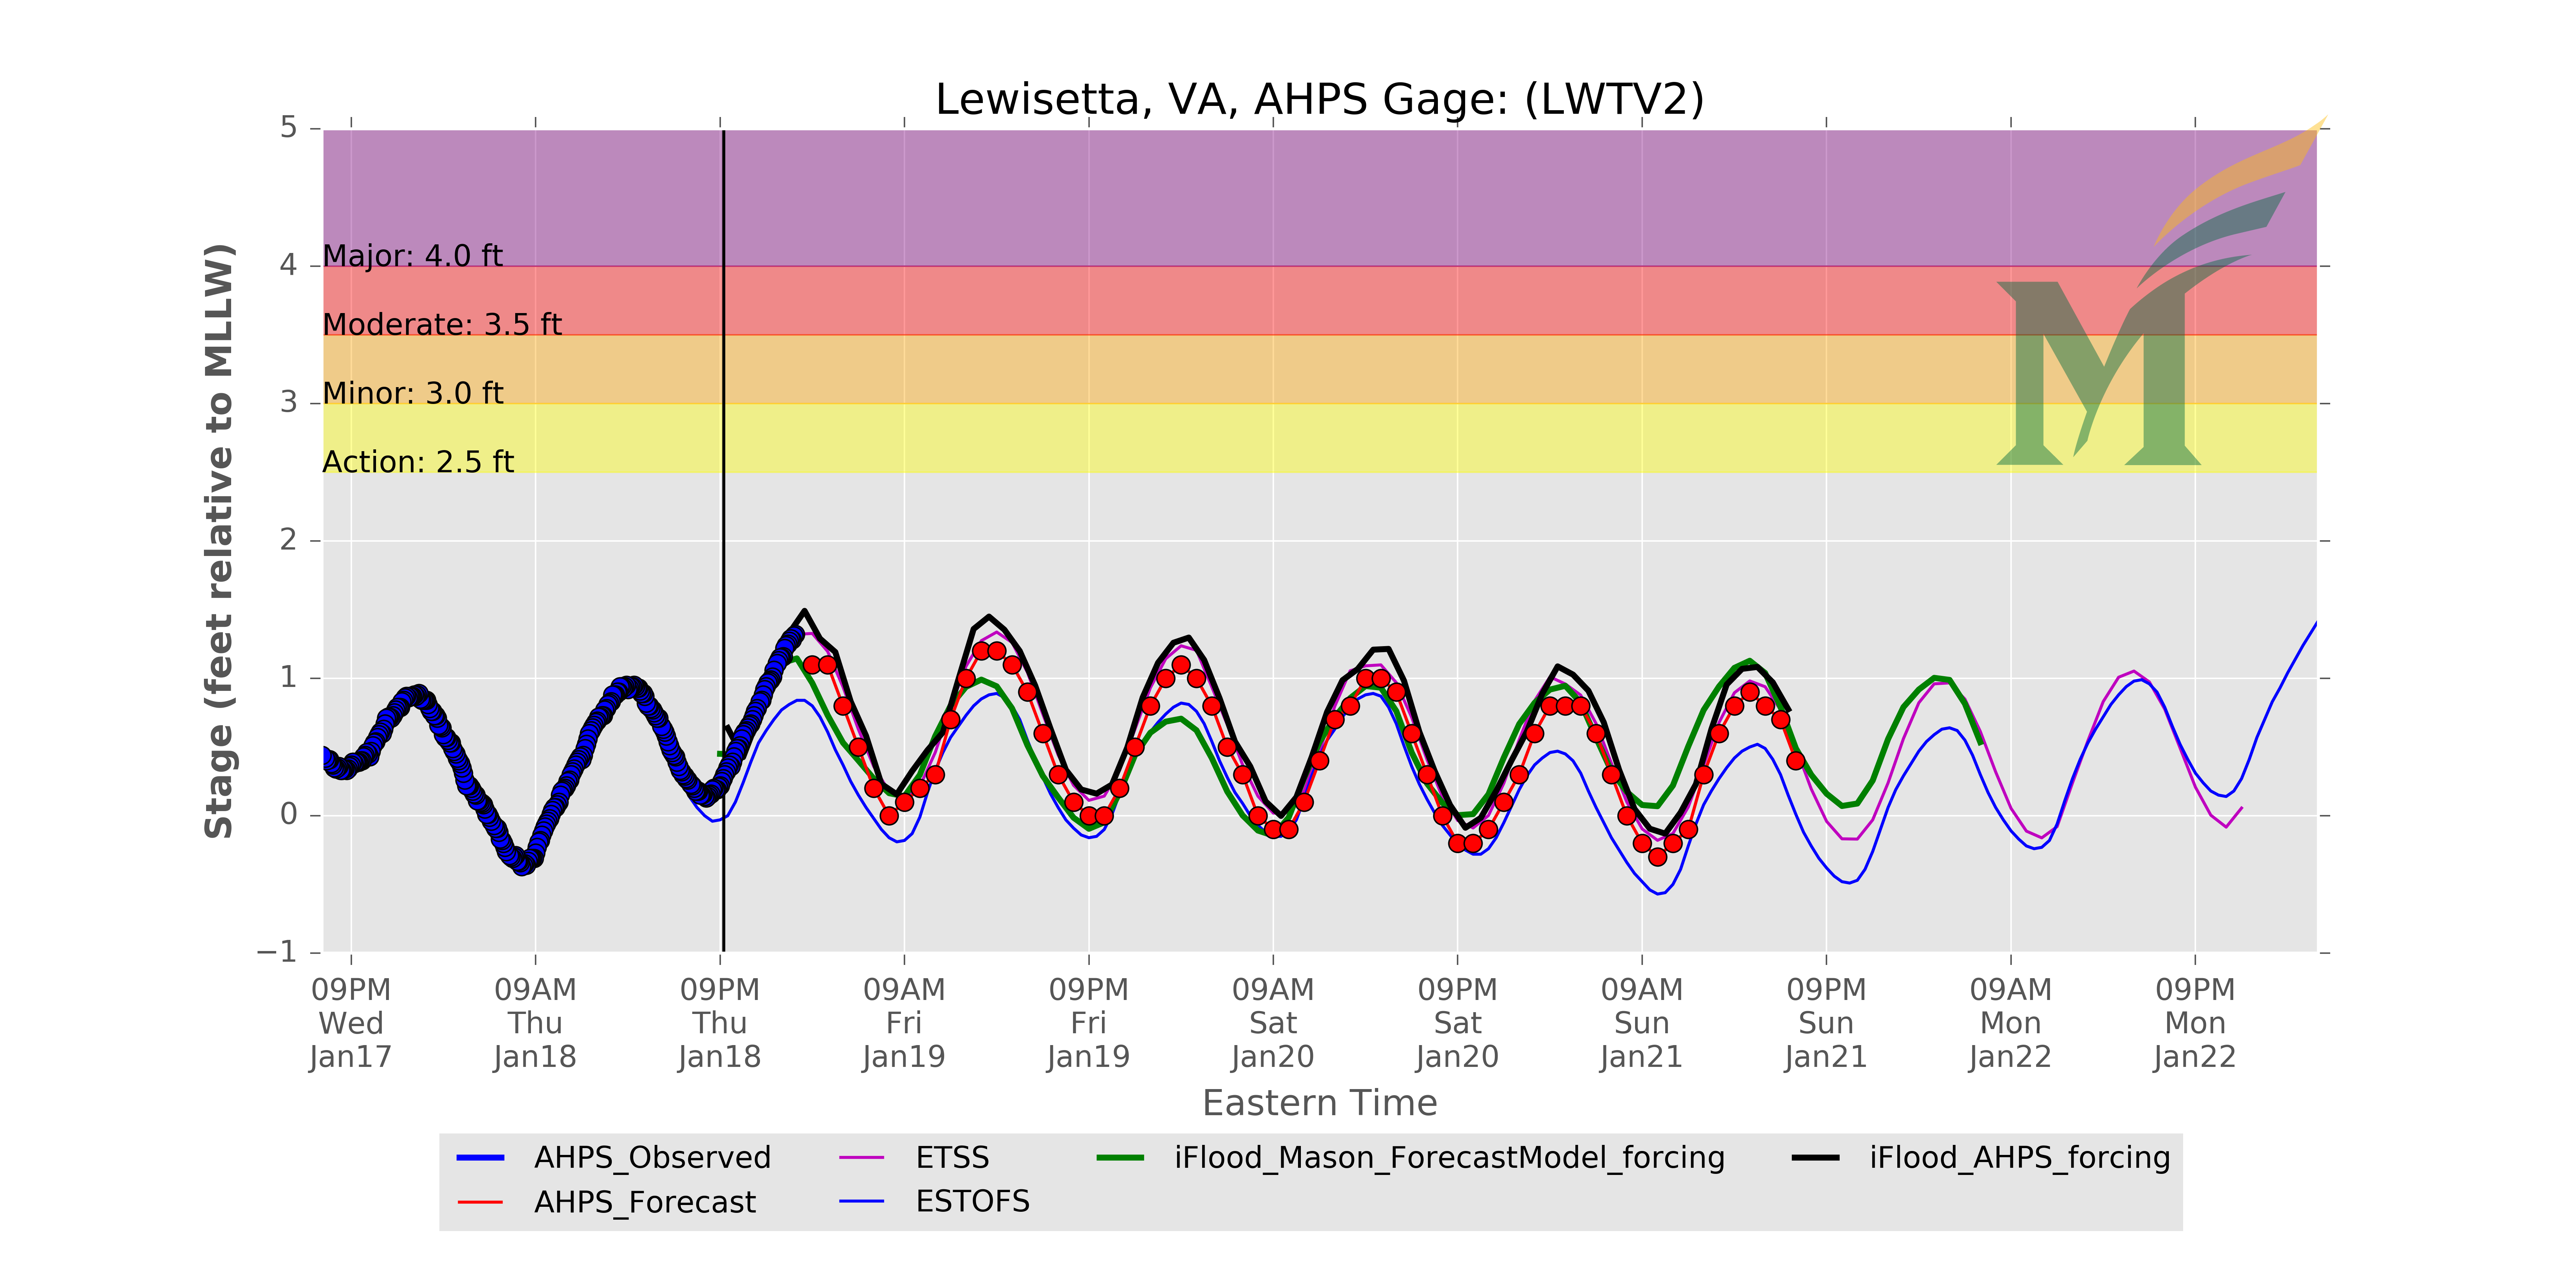 Lewisetta, VA, AHPS Gage: (LWTV2)
Stage (feet relative to MLLW)
5
4
3
2
1
0
−1
Major: 4.0 ft
Moderate: 3.5 ft
Minor: 3.0 ft
Action: 2.5 ft
M
09PM 09AM 09PM 09AM 09PM 09AM 09PM 09AM 09PM 09AM 09PM
Wed Thu Thu Fri Fri Sat Sat Sun Sun Mon Mon
Jan17 Jan18 Jan18 Jan19 Jan19 Jan20 Jan20 Jan21 Jan21 Jan22 Jan22
Eastern Time
AHPS_Observed ETSS iFlood_Mason_ForecastModel_forcing iFlood_AHPS_forcing
AHPS_Forecast ESTOFS